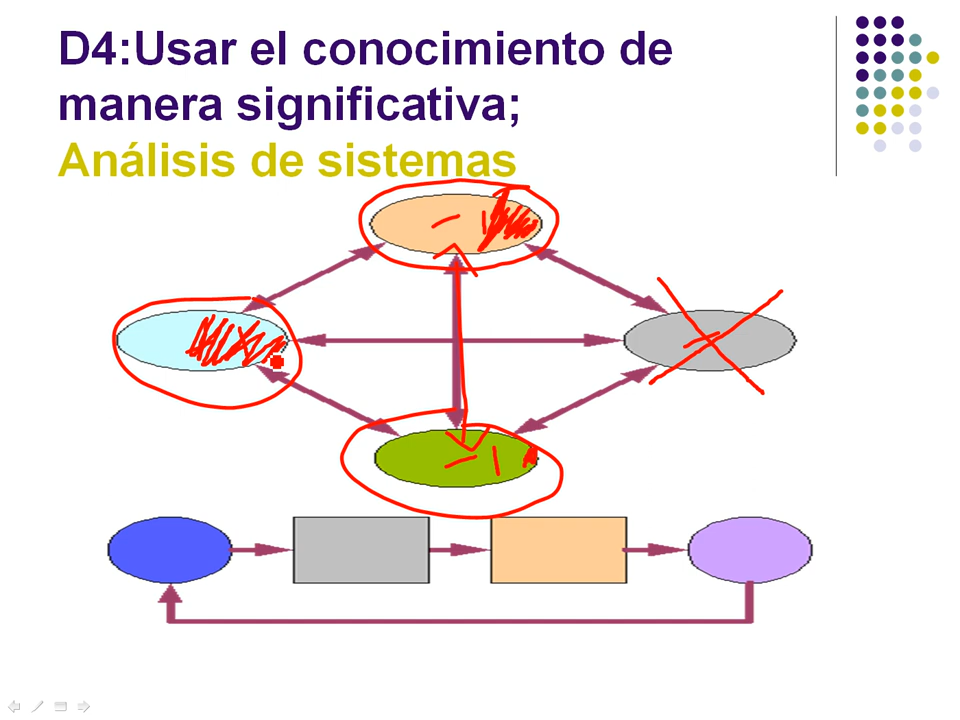 D4:Usar el conocimiento de
manera significativa;
Análisis de sistemas